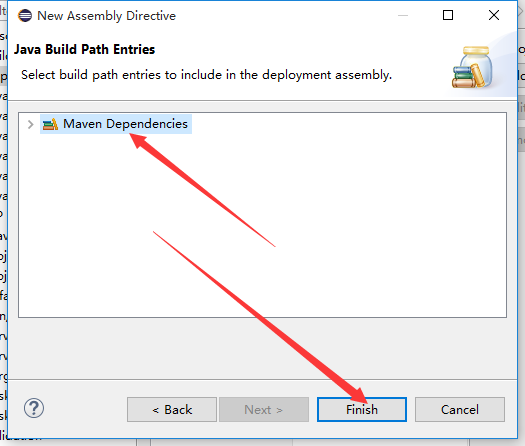 New Assembly Directive
Java Build Path Entries
Select build path entries to include in the deployment assembly.
Maven Dependencies
?
< Back
Next >
Finish
Cancel